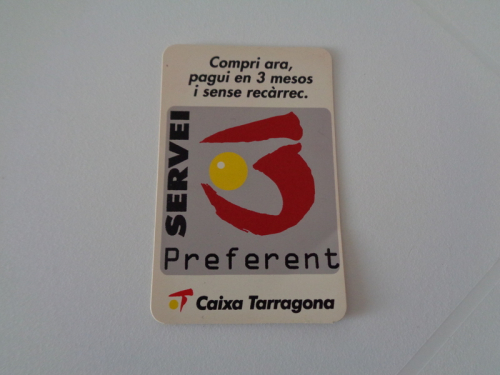 Compri ara,
pagui en 3 mesos
i sense recàrrec.
SERVEI
Preferent
Caixa Tarragona